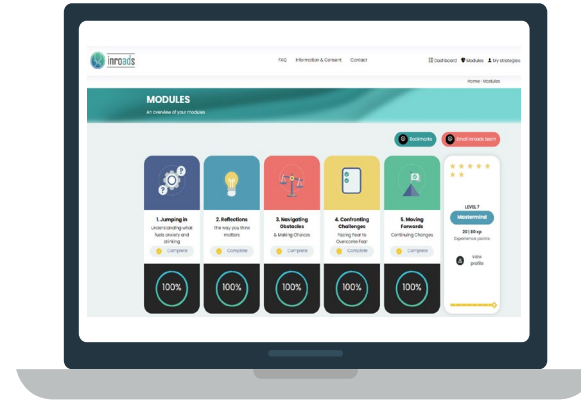 inroads
FAQ Information & Consent Contact
Dashboard Modules My strategies
Home · Modules
MODULES
An overview of your modules
Bookmarks
Email inroads team
1. Jumping in
Understanding what
fuels anxiety and
drinking
Complete
100%
2. Reflections
The way you think
matters
Complete
100%
3. Navigating
Obstacles
& Making Choices
Complete
100%
4. Confronting
Challenges
Facing Fear to
Overcome Fear
Complete
100%
5. Moving
Forwards
Continuing Changes
Complete
100%
LEVEL 7
Mastermind
Experience points
View
profile